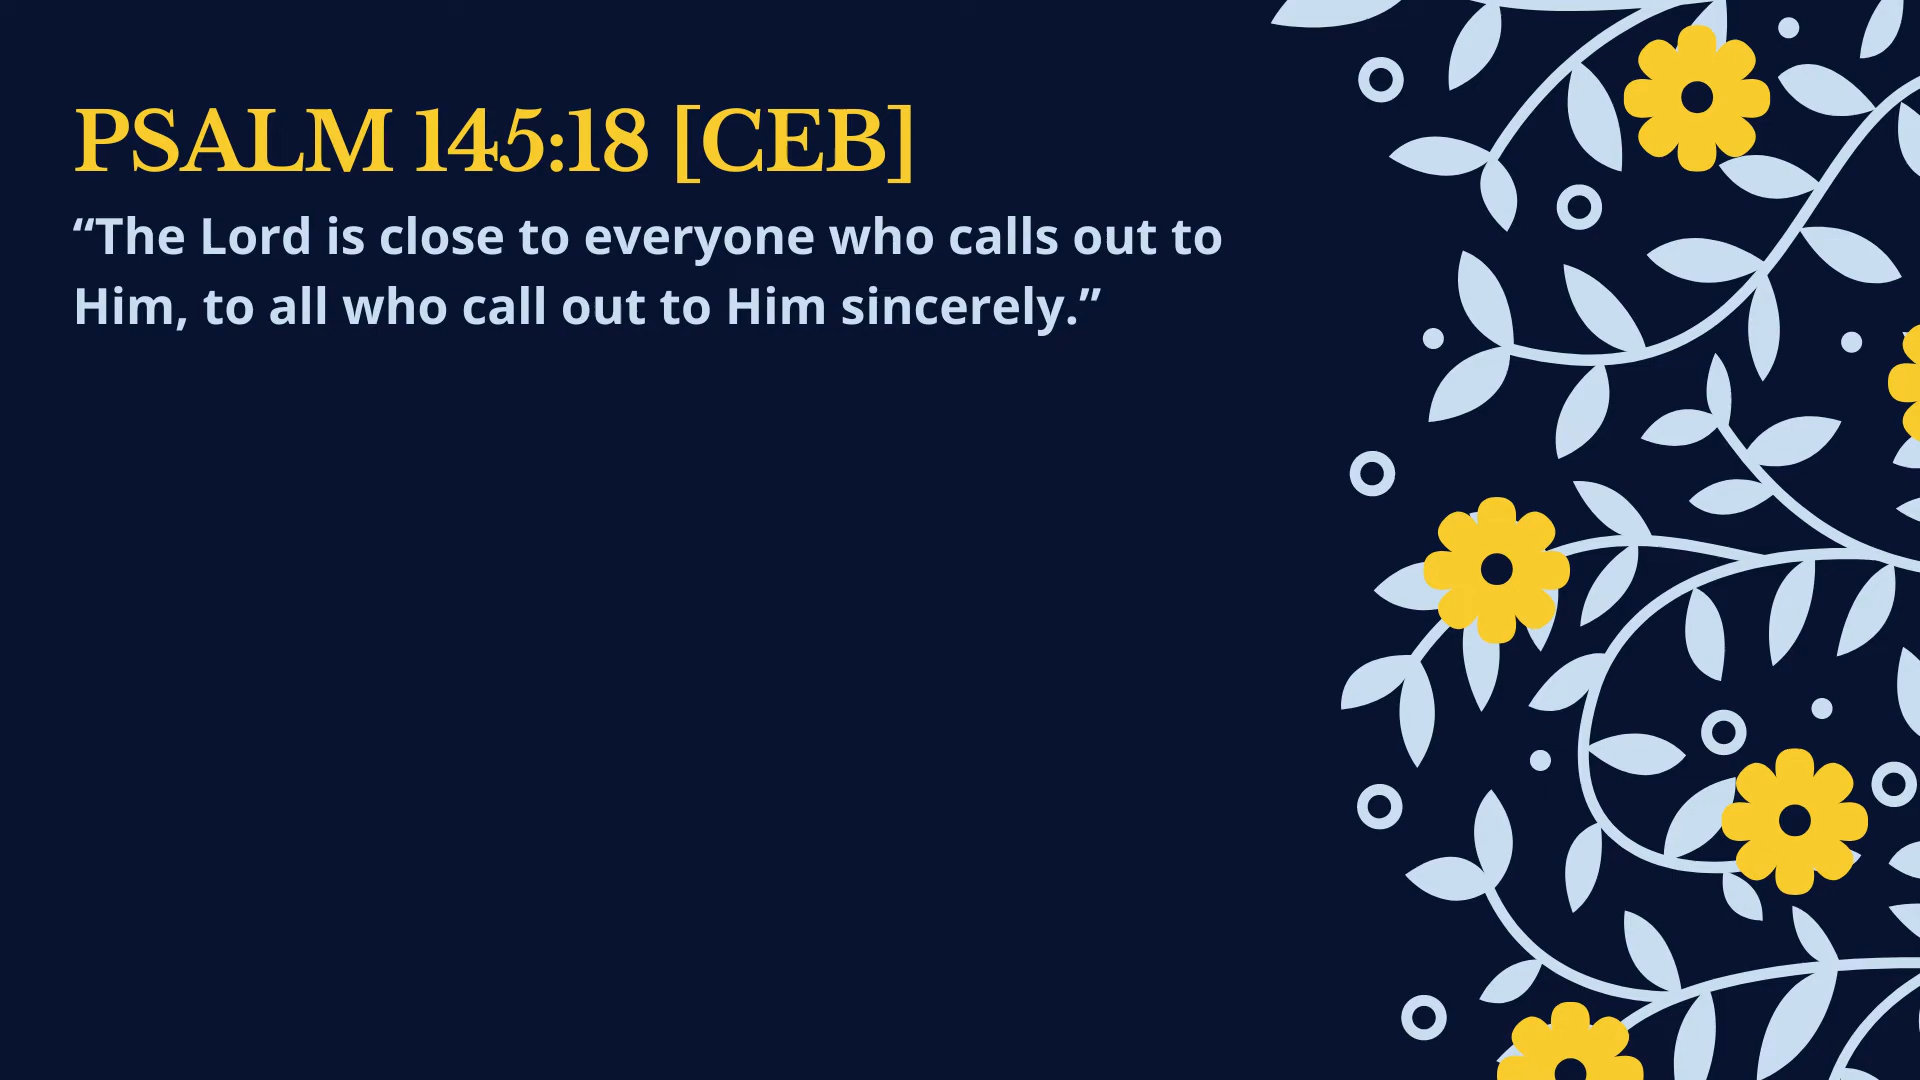 PSALM 145:18 [CEB]
“The Lord is close to everyone who calls out to
Him, to all who call out to Him sincerely.”